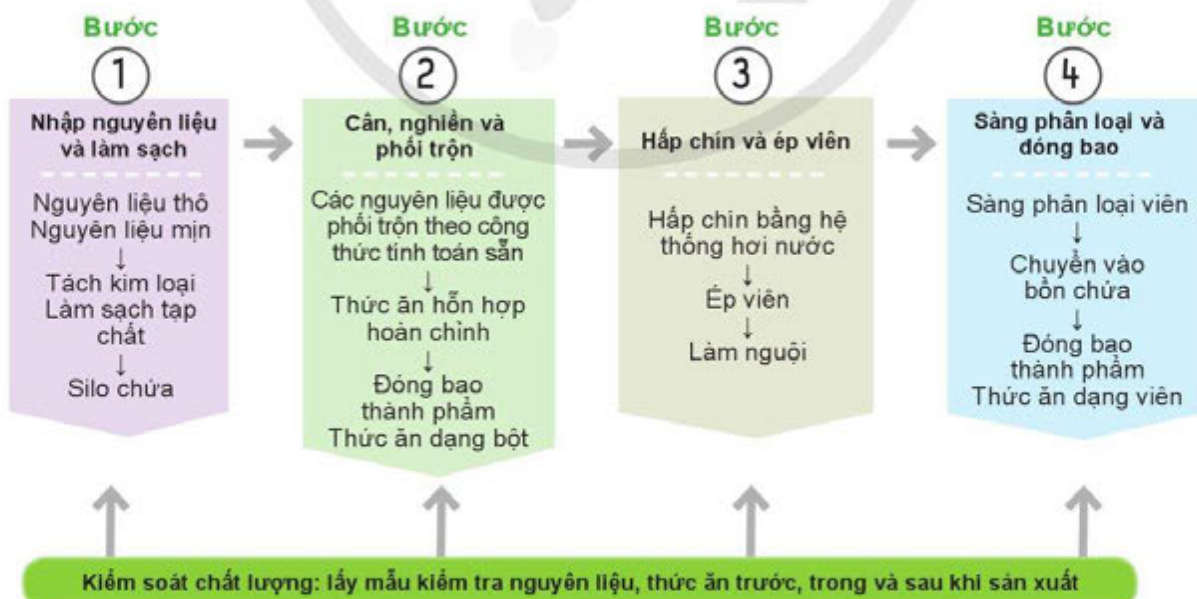 Bước
1
Nhập nguyên liệu
và làm sạch
Nguyên liệu thô
Nguyên liệu mịn
↓
Tách kim loại
Làm sạch tạp
chất
↓
Silo chứa
Bước
2
Cân, nghiền và
phối trộn
Các nguyên liệu được
phối trộn theo công
thức tính toán sẵn
↓
Thức ăn hỗn hợp
hoàn chỉnh
↓
Đóng bao
thành phẩm
Thức ăn dạng bột
Bước
3
Hấp chín và ép viên
Hấp chín bằng hệ
thống hơi nước
↓
Ép viên
↓
Làm nguội
Bước
4
Sàng phân loại và
đóng bao
Sàng phân loại viên
↓
Chuyển vào
bồn chứa
↓
Đóng bao
thành phẩm
Thức ăn dạng viên
Kiểm soát chất lượng: lấy mẫu kiểm tra nguyên liệu, thức ăn trước, trong và sau khi sản xuất